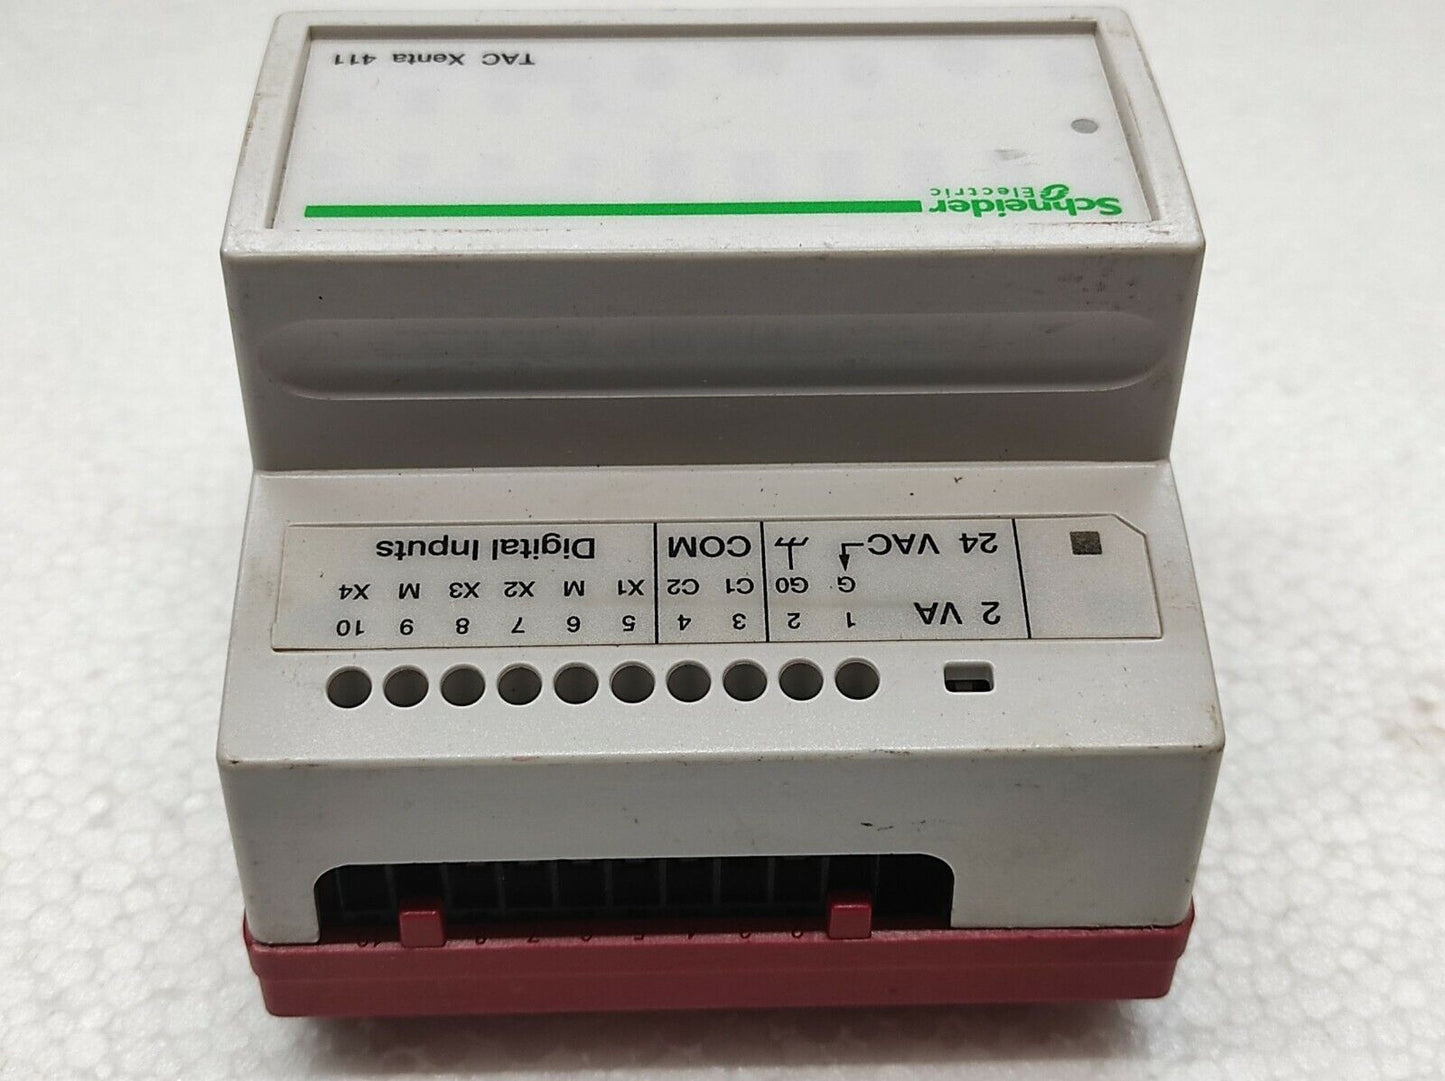 2 VA 1 2 3 4 5 6 7 8 9 10
G G0 C1 C2 X1 M X2 X3 M X4
24 VAC COM Digital Inputs
Schneider
Electric
TAC Xenta 411